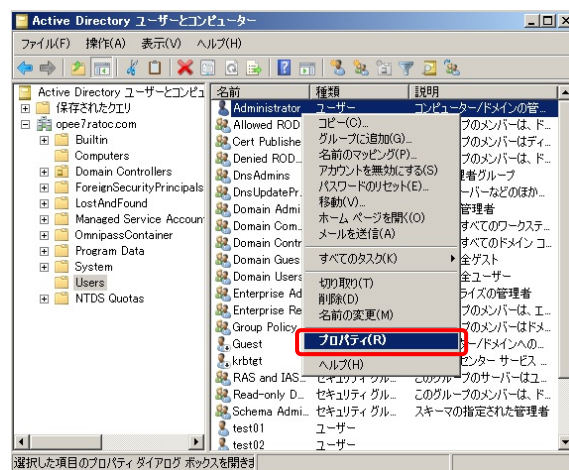 Active Directory ユーザーとコンピューター
ファイル(F) 操作(A) 表示(V) ヘルプ(H)
Active Directory ユーザーとコンピュ
保存されたクエリ
opee7.ratoc.com
Builtin
Computers
Domain Controllers
ForeignSecurityPrincipals
LostAndFound
Managed Service Accoun
OmnipassContainer
Program Data
System
Users
NTDS Quotas
名前 種類 説明
Administrator ユーザー コンピューター/ドメインの管...
Allowed ROD プのメンバーは、ド...
Cert Publishe プのメンバーはディ...
Denied ROD... プのメンバーは、ド...
DnsAdmins 者グループ
DnsUpdatePr. ーバーなどのほか...
Domain Admi 管理者
Domain Com... すべてのワークステ...
Domain Contr すべてのドメイン コ...
Domain Gues 全ゲスト
Domain Users 全ユーザー
Enterprise Ad ライズの管理者
Enterprise Re プのメンバーは、エ...
Group Policy プのメンバーはドメ...
Guest ー/ドメインへの...
krbtgt センター サービス ...
RAS and IAS... セキュリティ グル... このグループのサーバーはユ...
Read-only D... セキュリティ グル... このグループのメンバーは、ド...
Schema Admi... セキュリティ グル... スキーマの指定された管理者
test01 ユーザー
test02 ユーザー
コピー(C)...
グループに追加(G)...
名前のマッピング(P)...
アカウントを無効にする(S)
パスワードのリセット(E)...
移動(V)...
ホーム ページを開く(O)
メールを送信(A)
すべてのタスク(K)
切り取り(T)
削除(D)
名前の変更(M)
プロパティ(R)
ヘルプ(H)
選択した項目のプロパティ ダイアログ ボックスを開きま